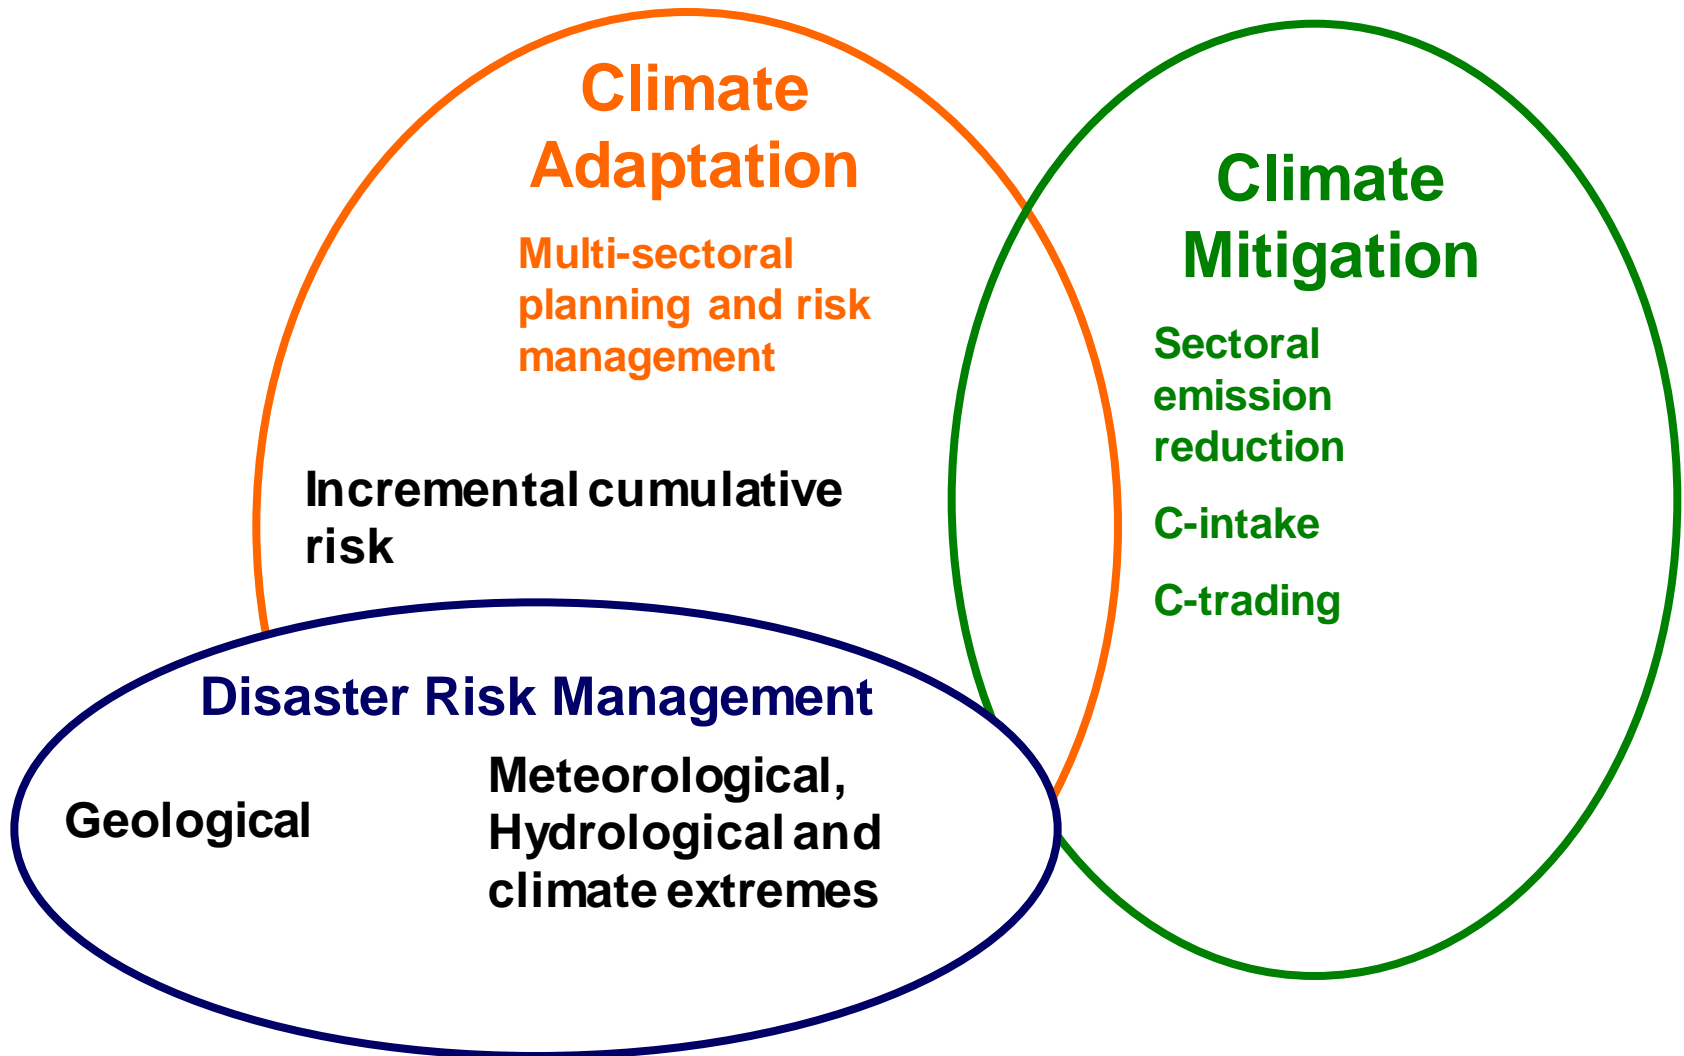 Climate
Adaptation
Multi-sectoral
planning and risk
management
Incremental cumulative
risk
Climate
Mitigation
Sectoral
emission
reduction
C-intake
C-trading
Disaster Risk Management
Geological
Meteorological,
Hydrological and
climate extremes